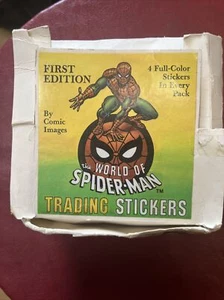 FIRST
EDITION
4 Full-Color
Stickers
In Every
Pack
By
Comic
Images
THE
WORLD OF
SPIDER-MAN
TM
TRADING STICKERS